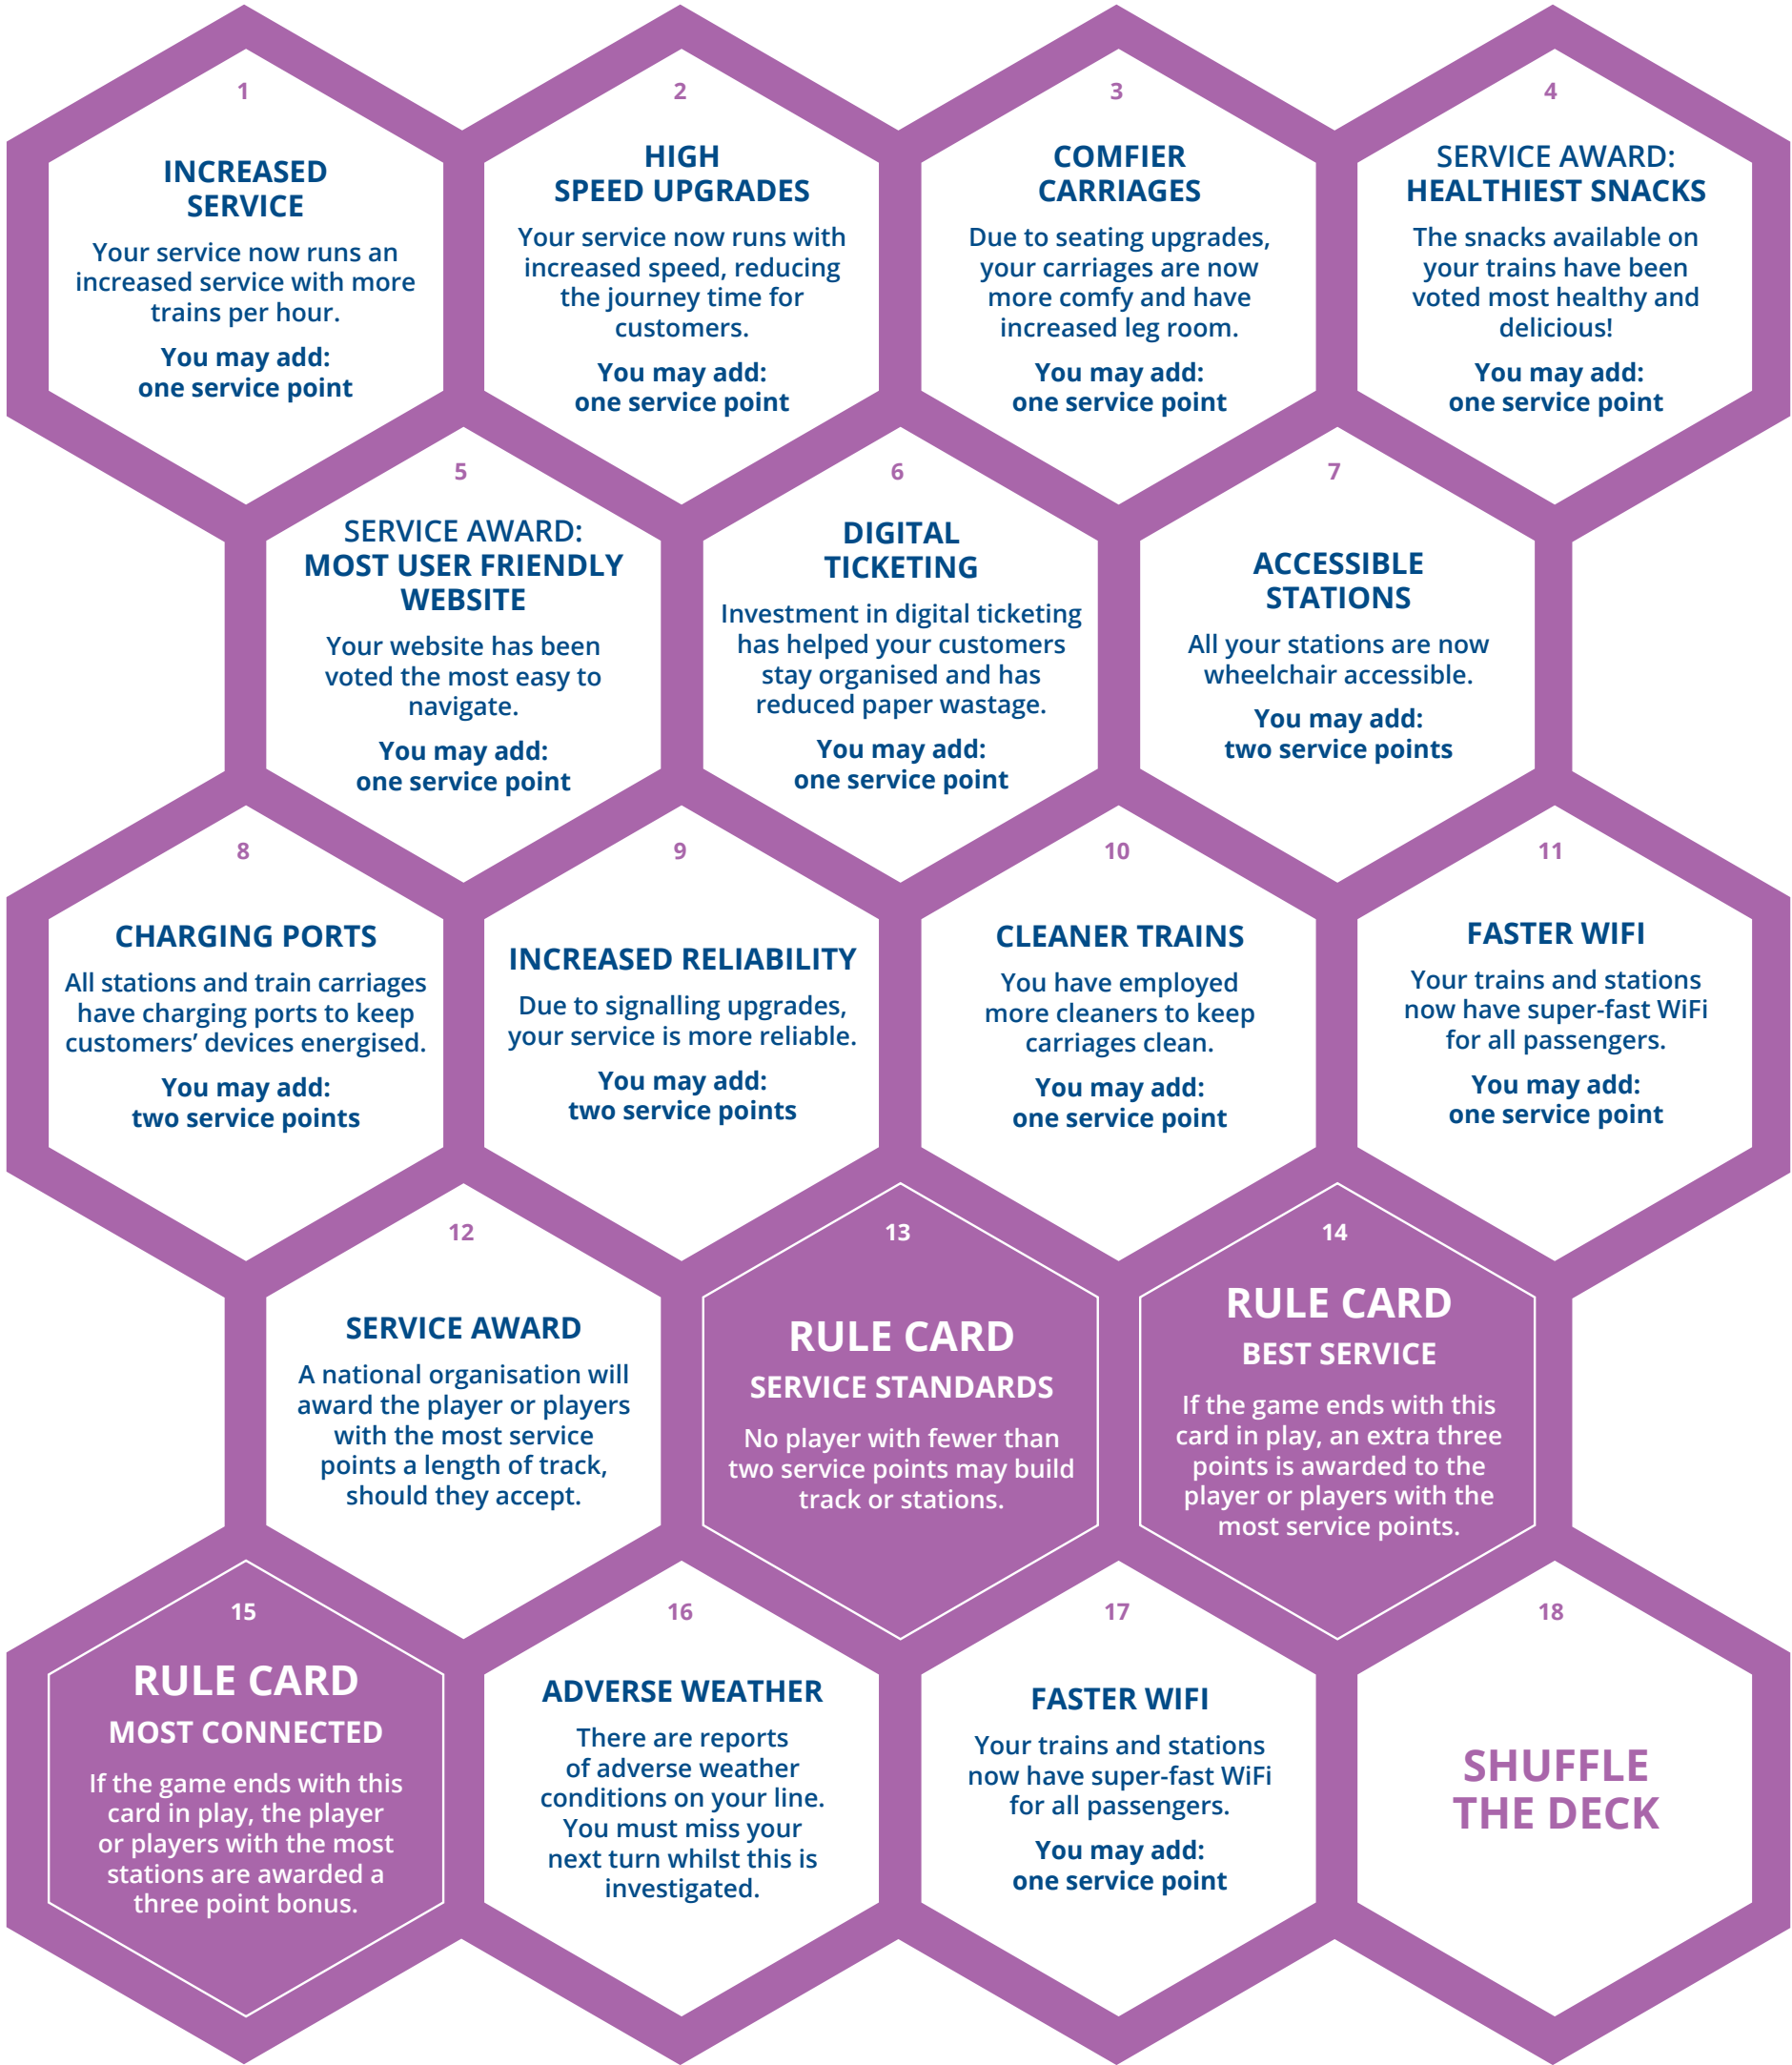 1
INCREASED
SERVICE
Your service now runs an
increased service with more
trains per hour.
You may add:
one service point
2
HIGH
SPEED UPGRADES
Your service now runs with
increased speed, reducing
the journey time for
customers.
You may add:
one service point
3
COMFIER
CARRIAGES
Due to seating upgrades,
your carriages are now
more comfy and have
increased leg room.
You may add:
one service point
4
SERVICE AWARD:
HEALTHIEST SNACKS
The snacks available on
your trains have been
voted most healthy and
delicious!
You may add:
one service point
5
SERVICE AWARD:
MOST USER FRIENDLY
WEBSITE
Your website has been
voted the most easy to
navigate.
You may add:
one service point
6
DIGITAL
TICKETING
Investment in digital ticketing
has helped your customers
stay organised and has
reduced paper wastage.
You may add:
one service point
7
ACCESSIBLE
STATIONS
All your stations are now
wheelchair accessible.
You may add:
two service points
8
CHARGING PORTS
All stations and train carriages
have charging ports to keep
customers’ devices energised.
You may add:
two service points
9
INCREASED RELIABILITY
Due to signalling upgrades,
your service is more reliable.
You may add:
two service points
10
CLEANER TRAINS
You have employed
more cleaners to keep
carriages clean.
You may add:
one service point
11
FASTER WIFI
Your trains and stations
now have super-fast WiFi
for all passengers.
You may add:
one service point
12
SERVICE AWARD
A national organisation will
award the player or players
with the most service
points a length of track,
should they accept.
13
RULE CARD
SERVICE STANDARDS
No player with fewer than
two service points may build
track or stations.
14
RULE CARD
BEST SERVICE
If the game ends with this
card in play, an extra three
points is awarded to the
player or players with the
most service points.
15
RULE CARD
MOST CONNECTED
If the game ends with this
card in play, the player
or players with the most
stations are awarded a
three point bonus.
16
ADVERSE WEATHER
There are reports
of adverse weather
conditions on your line.
You must miss your
next turn whilst this is
investigated.
17
FASTER WIFI
Your trains and stations
now have super-fast WiFi
for all passengers.
You may add:
one service point
18
SHUFFLE
THE DECK